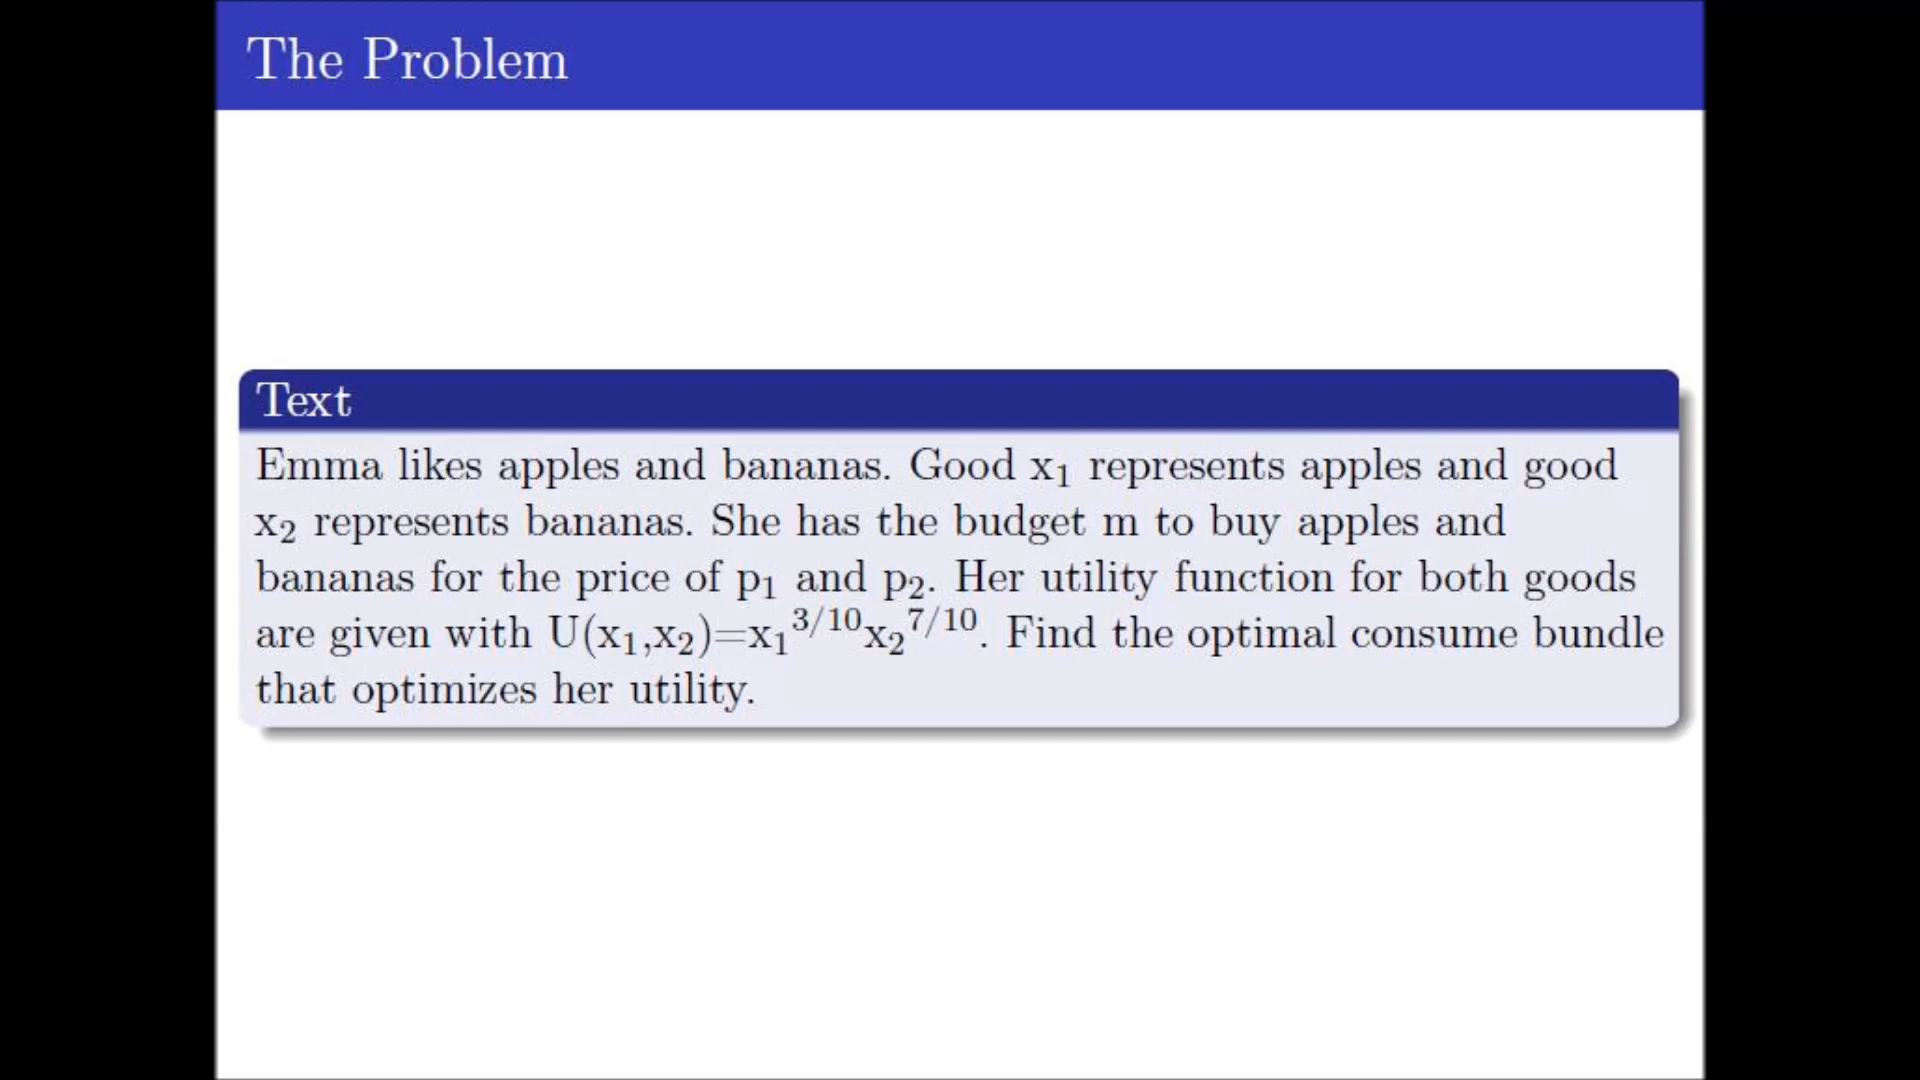 The Problem
Text
Emma likes apples and bananas. Good x₁ represents apples and good
x₂ represents bananas. She has the budget m to buy apples and
bananas for the price of p₁ and p₂. Her utility function for both goods
are given with U(x₁,x₂)=x₁^{3/10}x₂^{7/10}. Find the optimal consume bundle
that optimizes her utility.